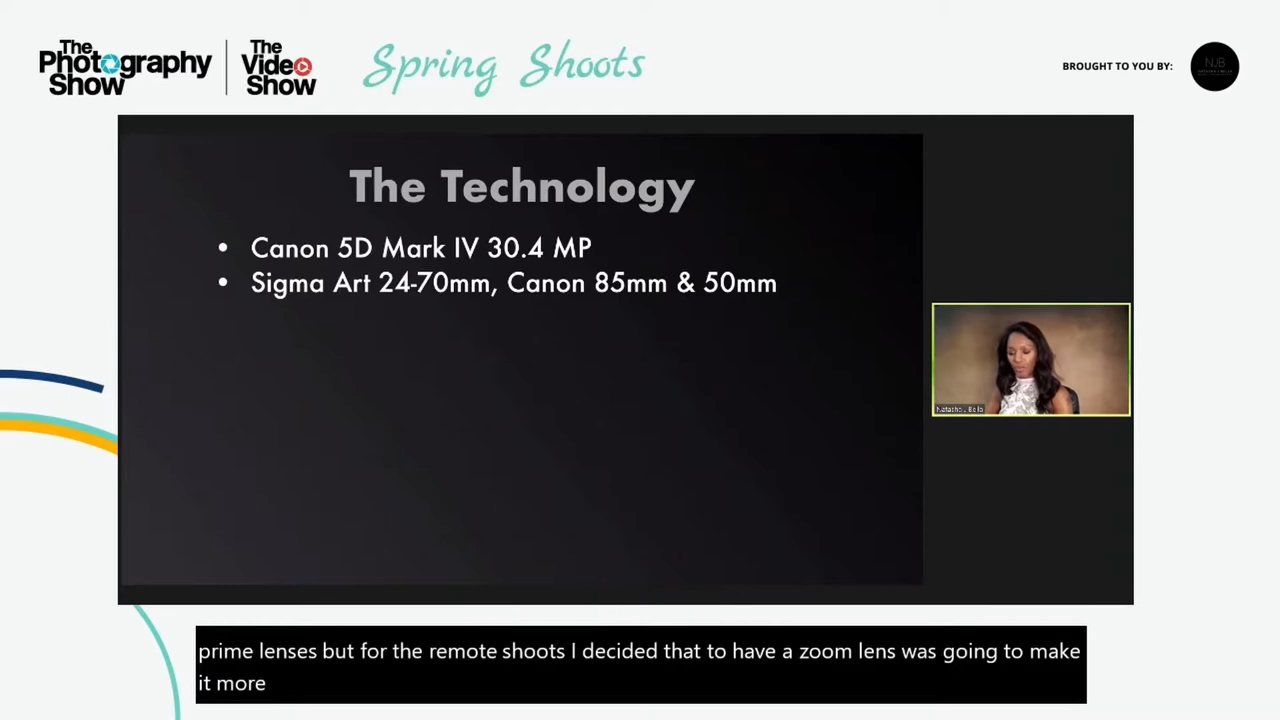 The
Photography
Show
The
Video
Show
Spring Shoots
BROUGHT TO YOU BY:
NJB
The Technology
• Canon 5D Mark IV 30.4 MP
• Sigma Art 24-70mm, Canon 85mm & 50mm
prime lenses but for the remote shoots I decided that to have a zoom lens was going to make
it more